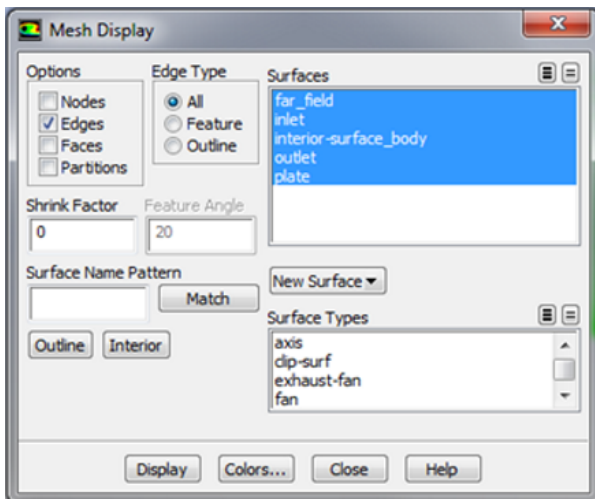 Mesh Display
Options
Nodes
Edges
Faces
Partitions
Edge Type
All
Feature
Outline
Surfaces
far_field
inlet
interior-surface_body
outlet
plate
Shrink Factor
0
Feature Angle
20
Surface Name Pattern
Match
Outline
Interior
New Surface
Surface Types
axis
clip-surf
exhaust-fan
fan
Display
Colors...
Close
Help